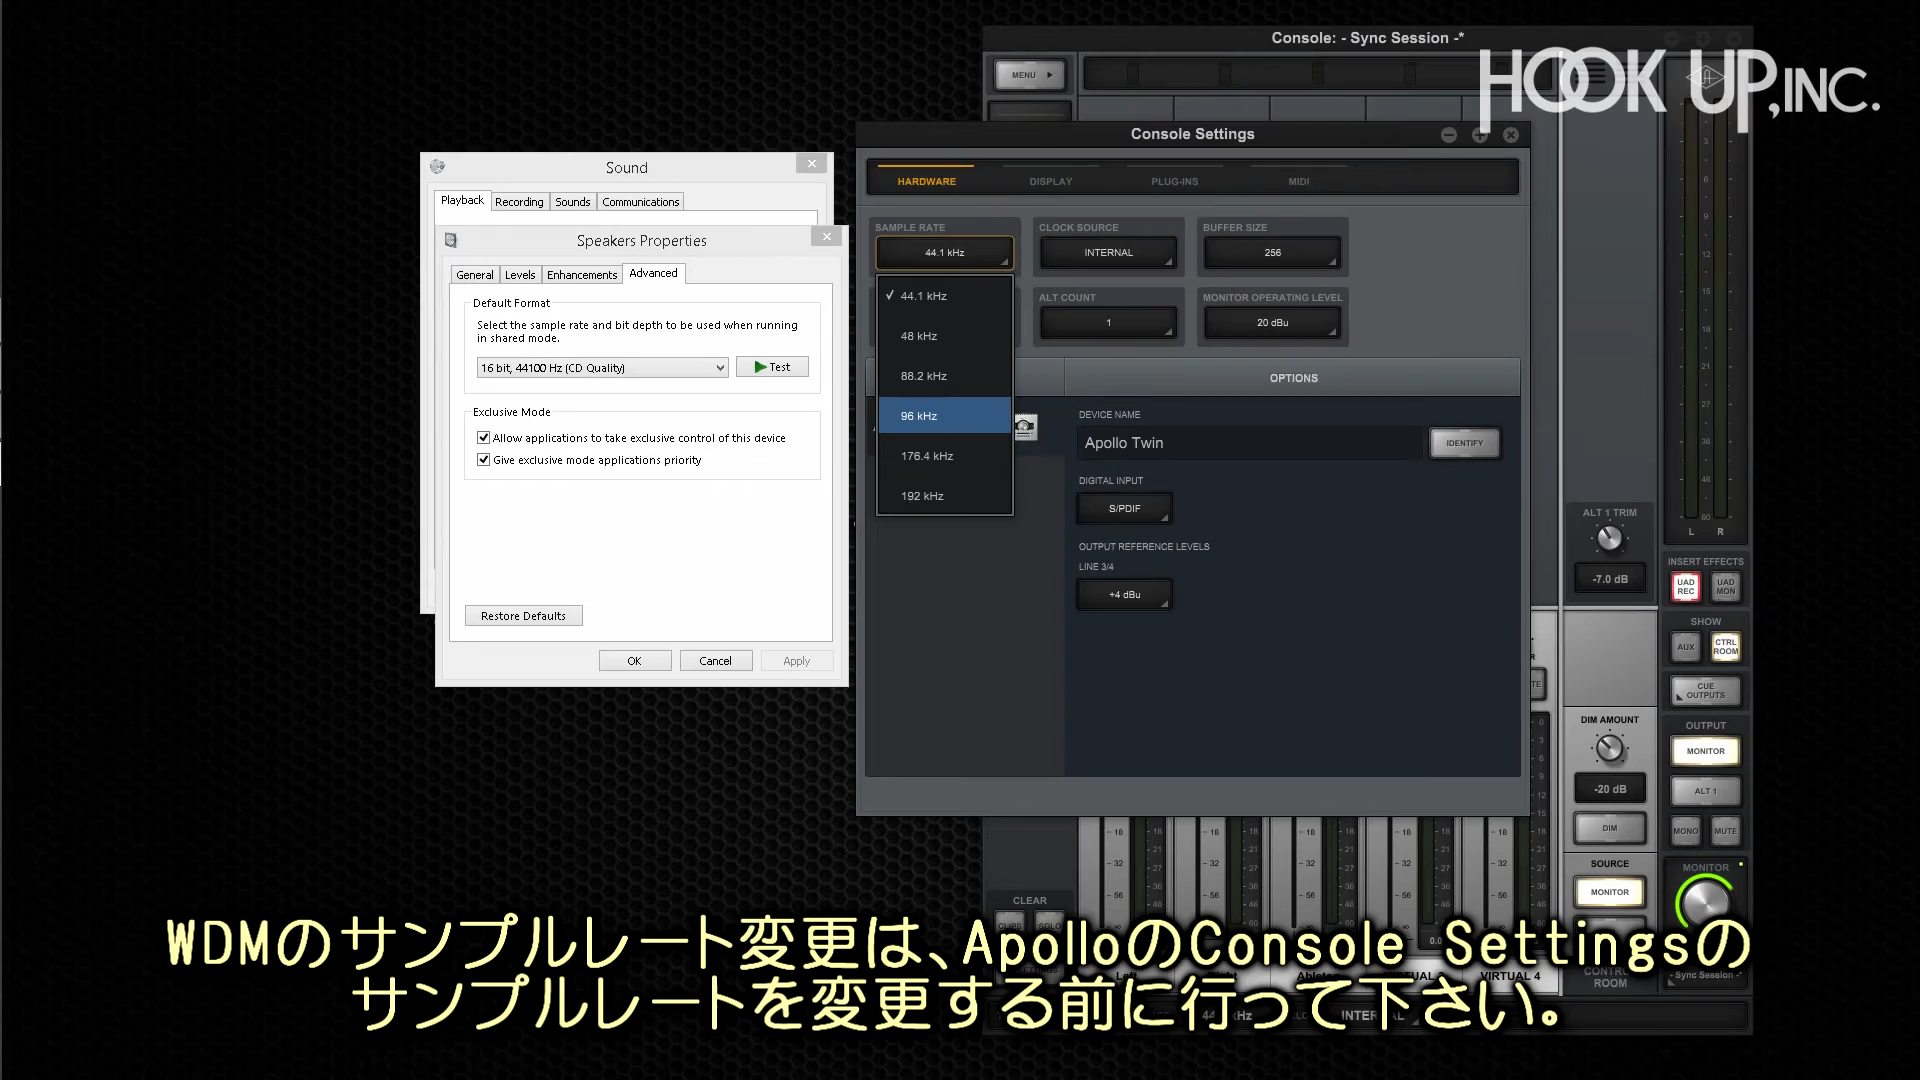 Console: - Sync Session -*
HOOK UP,INC.
MENU
Console Settings
HARDWARE
DISPLAY
PLUG-INS
MIDI
Sound
Playback
Recording
Sounds
Communications
Speakers Properties
General
Levels
Enhancements
Advanced
Default Format
Select the sample rate and bit depth to be used when running
in shared mode.
16 bit, 44100 Hz (CD Quality)
Test
Exclusive Mode
Allow applications to take exclusive control of this device
Give exclusive mode applications priority
Restore Defaults
OK
Cancel
Apply
SAMPLE RATE
44.1 kHz
CLOCK SOURCE
INTERNAL
BUFFER SIZE
256
44.1 kHz
48 kHz
88.2 kHz
96 kHz
176.4 kHz
192 kHz
ALT COUNT
1
MONITOR OPERATING LEVEL
20 dBu
OPTIONS
DEVICE NAME
Apollo Twin
IDENTIFY
DIGITAL INPUT
S/PDIF
OUTPUT REFERENCE LEVELS
LINE 3/4
+4 dBu
L R
ALT 1 TRIM
-7.0 dB
INSERT EFFECTS
UAD REC
UAD MON
SHOW
AUX
CTRL ROOM
CUE OUTPUTS
OUTPUT
MONITOR
ALT 1
MONO
MUTE
DIM AMOUNT
-20 dB
DIM
SOURCE
MONITOR
MONITOR
CLEAR
VIRTUAL 4
CONTROL
ROOM
- Sync Session -*
WDMのサンプルレート変更は、ApolloのConsole Settingsの
サンプルレートを変更する前に行って下さい。